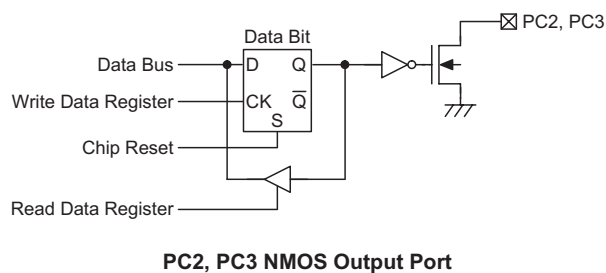 Data Bit
PC2, PC3
Data Bus
D Q
Write Data Register
CK Q̅
S
Chip Reset
Read Data Register
PC2, PC3 NMOS Output Port